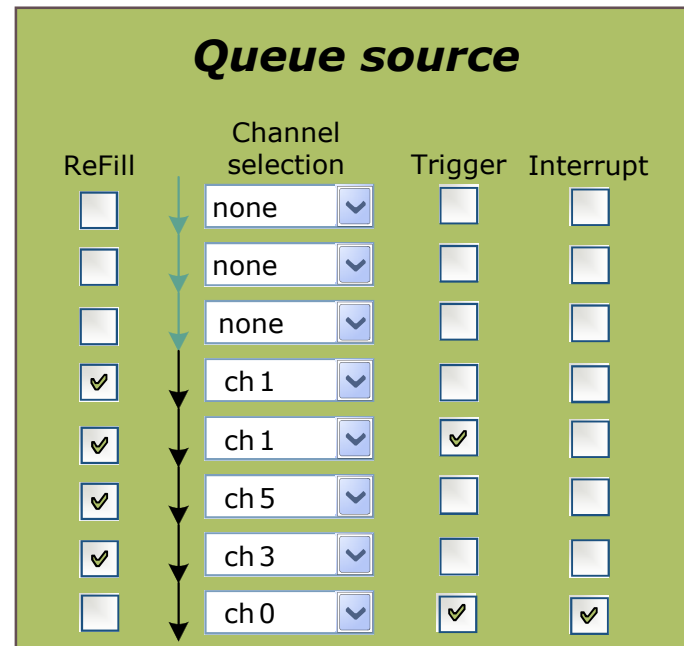 Queue source
Channel
ReFill selection Trigger Interrupt
none
none
none
ch 1
ch 1
ch 5
ch 3
ch 0